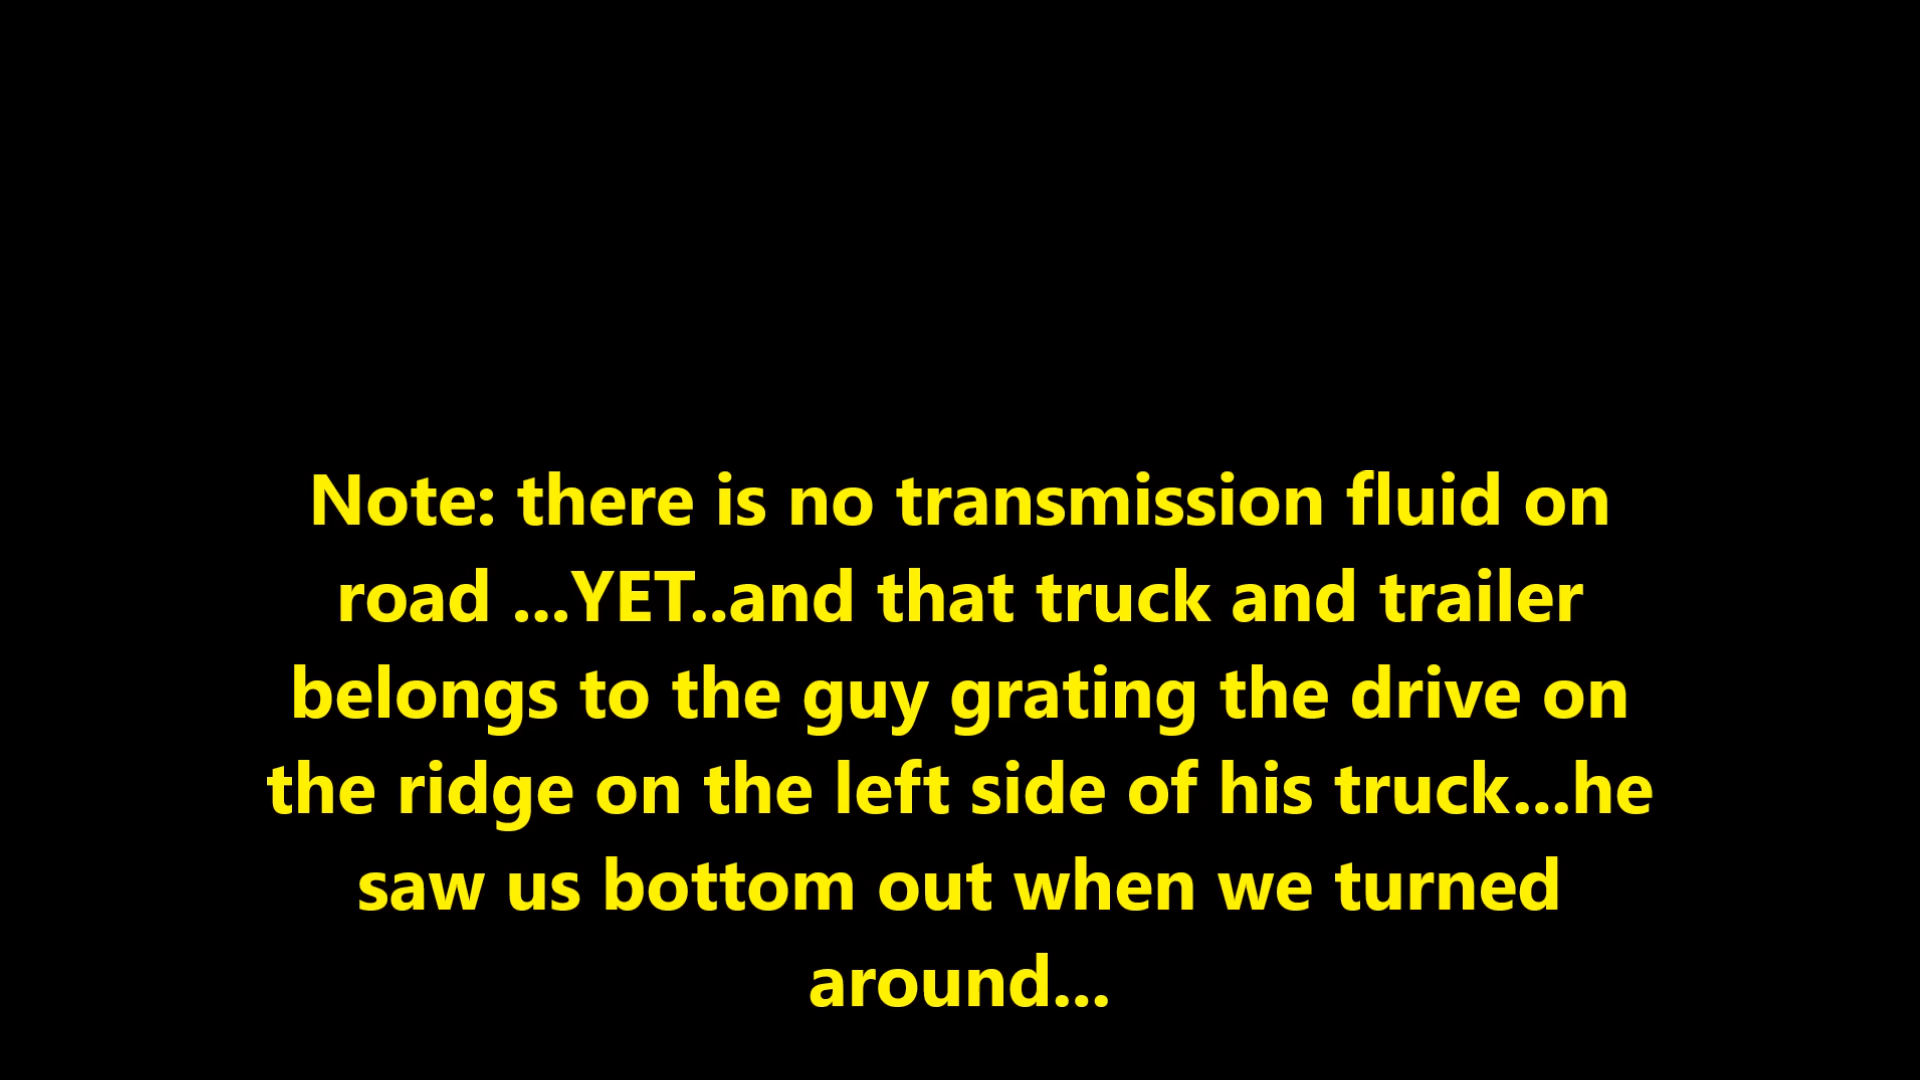 Note: there is no transmission fluid on
road ...YET..and that truck and trailer
belongs to the guy grating the drive on
the ridge on the left side of his truck...he
saw us bottom out when we turned
around...